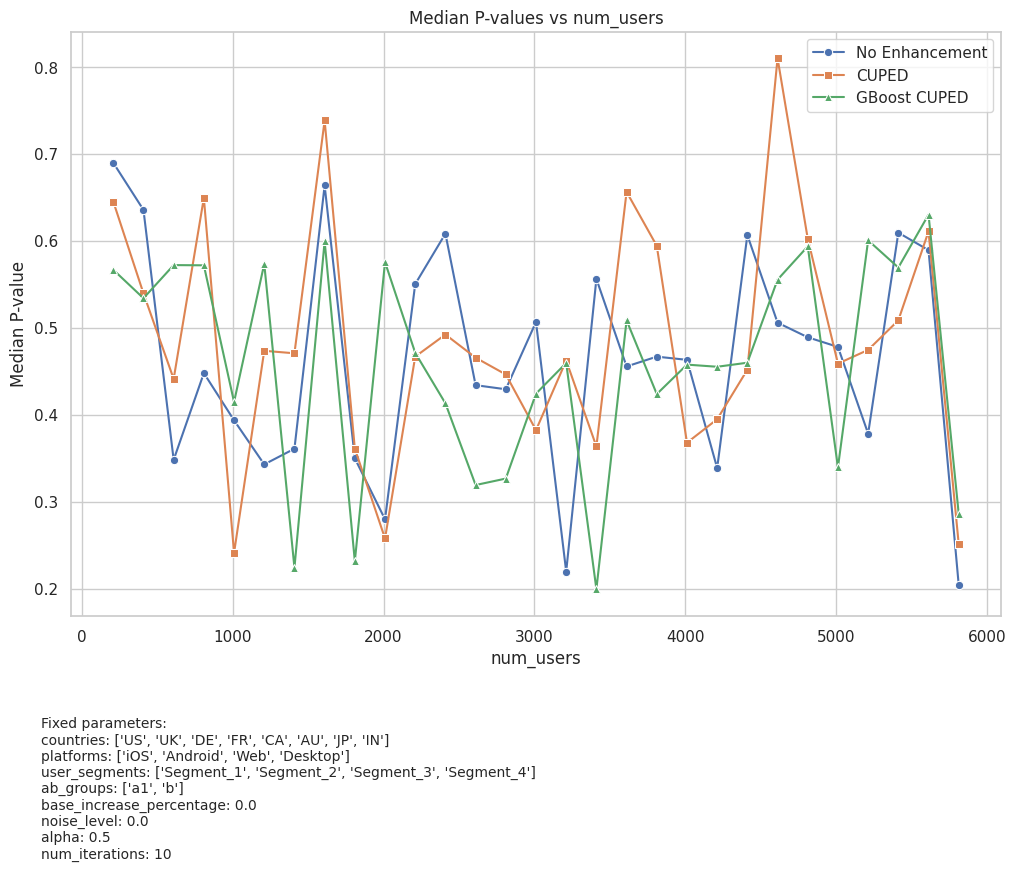 Median P-values vs num_users
No Enhancement
CUPED
GBoost CUPED
Median P-value
0.8
0.7
0.6
0.5
0.4
0.3
0.2
0
1000
2000
3000
4000
5000
6000
num_users
Fixed parameters:
countries: ['US', 'UK', 'DE', 'FR', 'CA', 'AU', 'JP', 'IN']
platforms: ['iOS', 'Android', 'Web', 'Desktop']
user_segments: ['Segment_1', 'Segment_2', 'Segment_3', 'Segment_4']
ab_groups: ['a1', 'b']
base_increase_percentage: 0.0
noise_level: 0.0
alpha: 0.5
num_iterations: 10